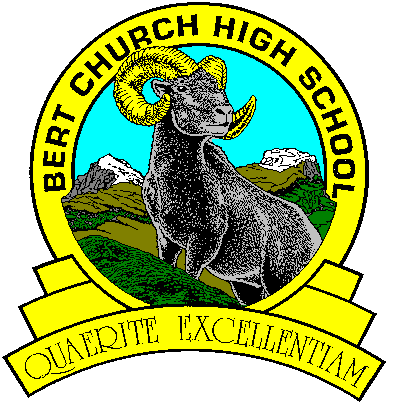 BERT CHURCH HIGH SCHOOL
QUAERITE EXCELLENTIAM